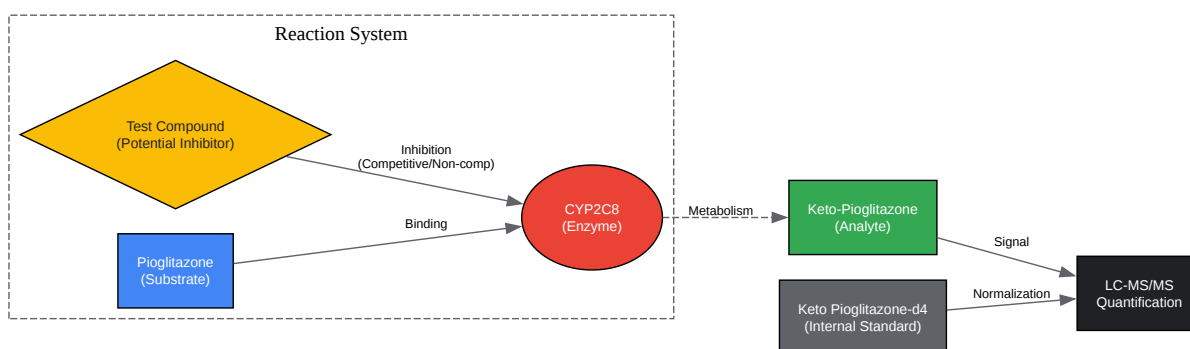 Reaction System
Test Compound
(Potential Inhibitor)
Inhibition
(Competitive/Non-comp)
Pioglitazone
(Substrate)
Binding
CYP2C8
(Enzyme)
Metabolism
Keto-Pioglitazone
(Analyte)
Signal
Keto Pioglitazone-d4
(Internal Standard)
Normalization
LC-MS/MS
Quantification